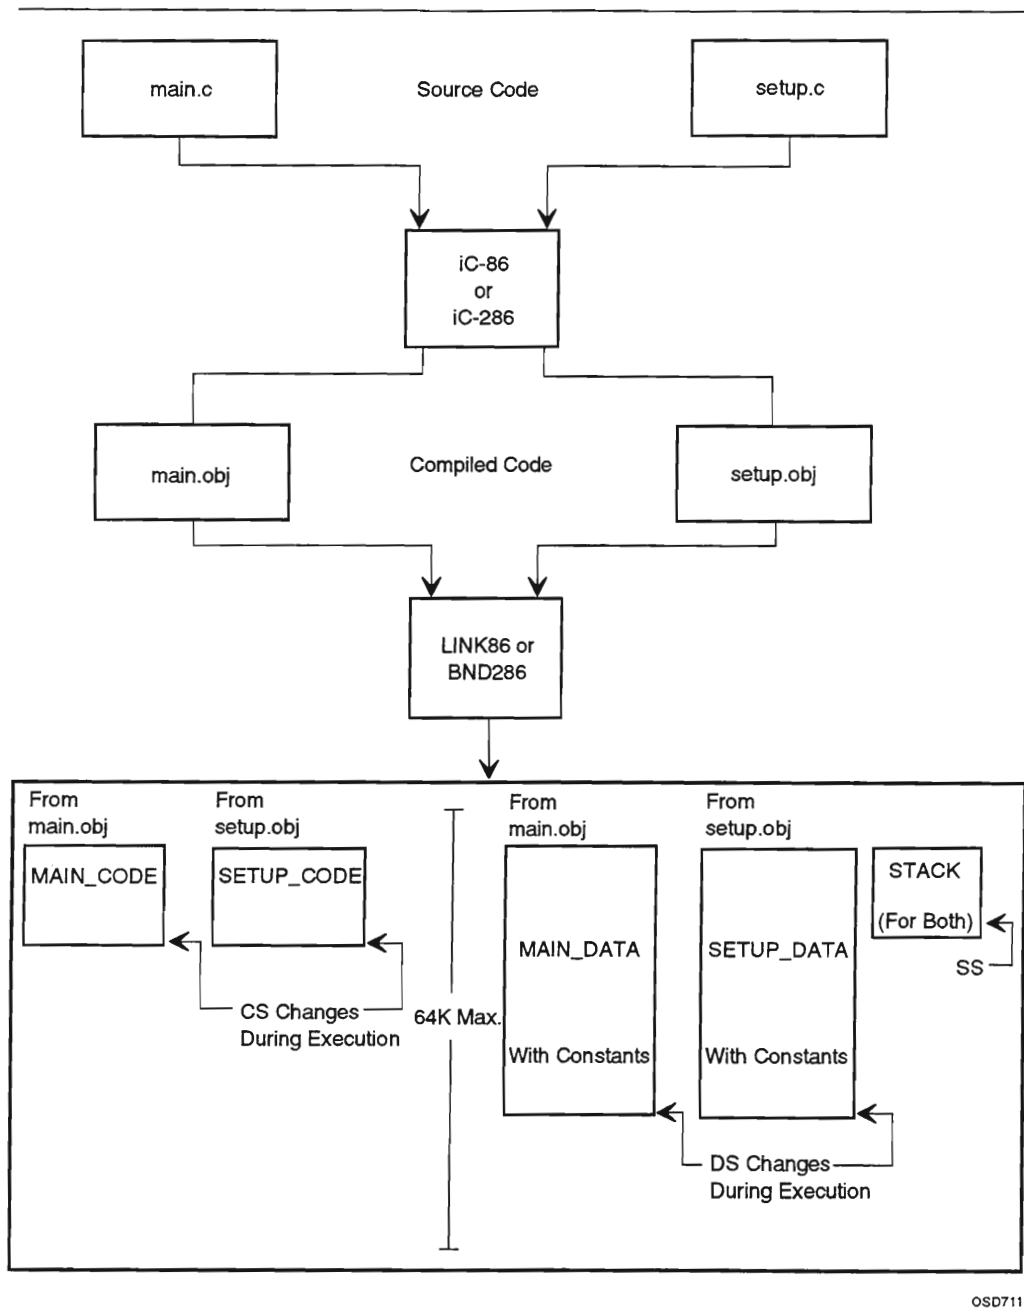 main.c
Source Code
setup.c
iC-86
or
iC-286
main.obj
Compiled Code
setup.obj
LINK86 or
BND286
From
main.obj
From
setup.obj
From
main.obj
From
setup.obj
MAIN_CODE
SETUP_CODE
STACK
(For Both)
SS
MAIN_DATA
SETUP_DATA
CS Changes
During Execution
64K Max.
With Constants
With Constants
DS Changes
During Execution
OSD711